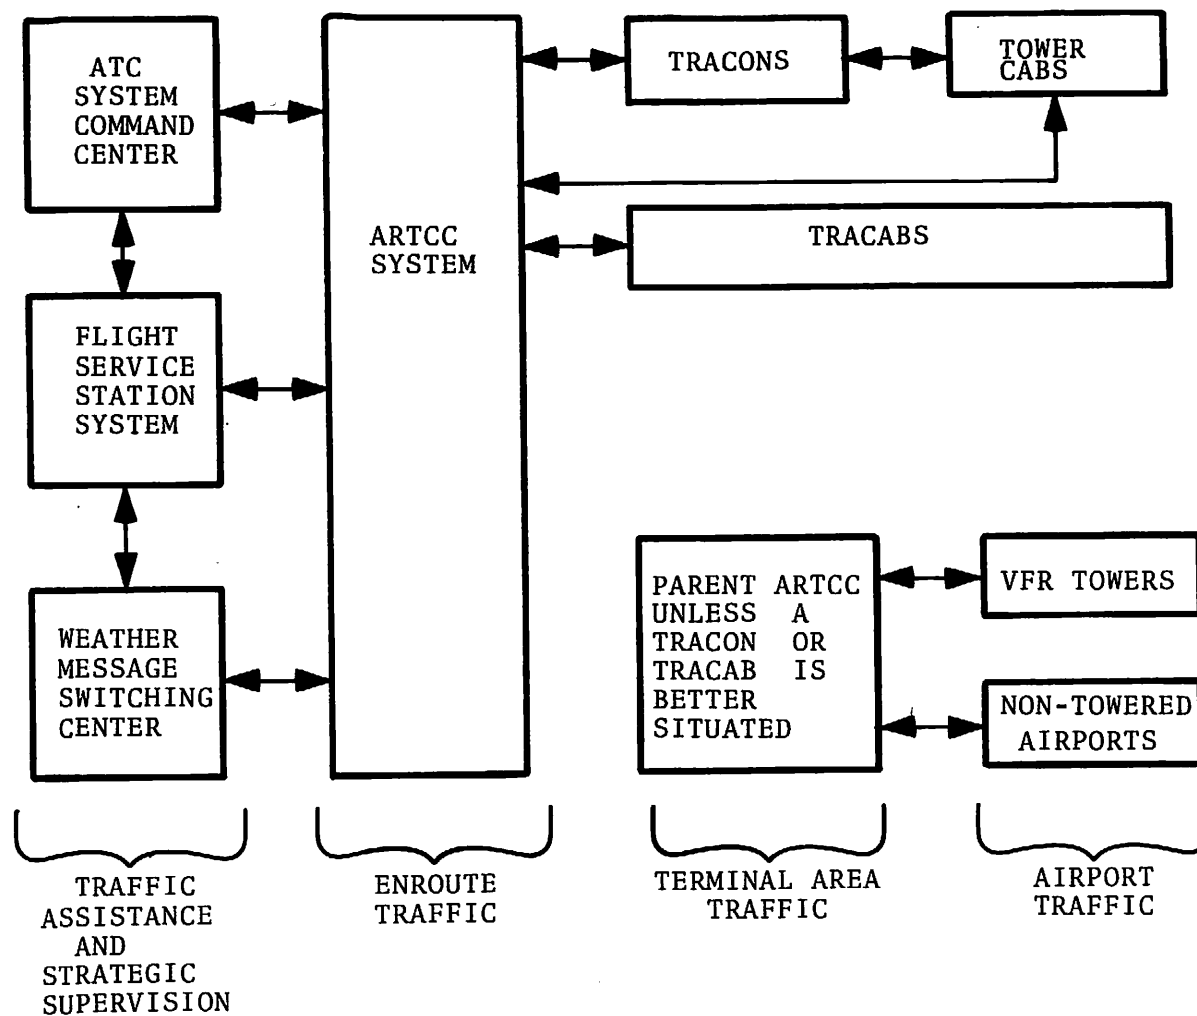 ATC
SYSTEM
COMMAND
CENTER
FLIGHT
SERVICE
STATION
SYSTEM
WEATHER
MESSAGE
SWITCHING
CENTER
ARTCC
SYSTEM
TRACONS
TOWER
CABS
TRACABS
PARENT ARTCC
UNLESS A
TRACON OR
TRACAB IS
BETTER
SITUATED
VFR TOWERS
NON-TOWERED
AIRPORTS
TRAFFIC
ASSISTANCE
AND
STRATEGIC
SUPERVISION
ENROUTE
TRAFFIC
TERMINAL AREA
TRAFFIC
AIRPORT
TRAFFIC